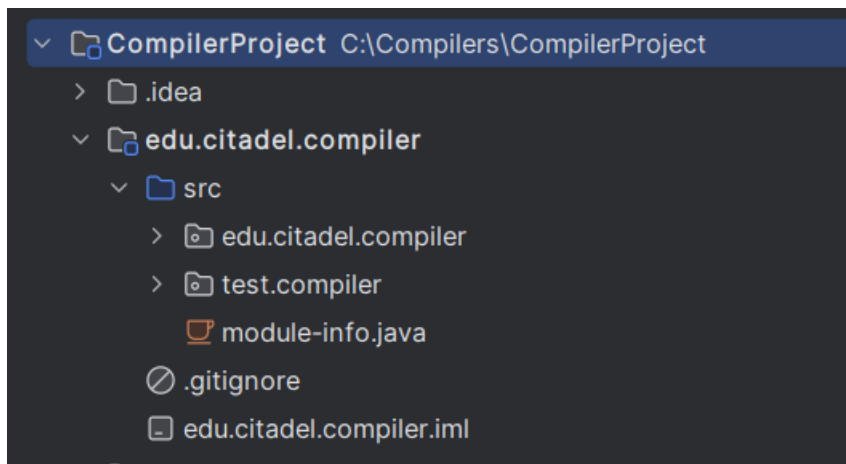 CompilerProject C:\Compilers\CompilerProject
.idea
edu.citadel.compiler
src
edu.citadel.compiler
test.compiler
module-info.java
.gitignore
edu.citadel.compiler.iml